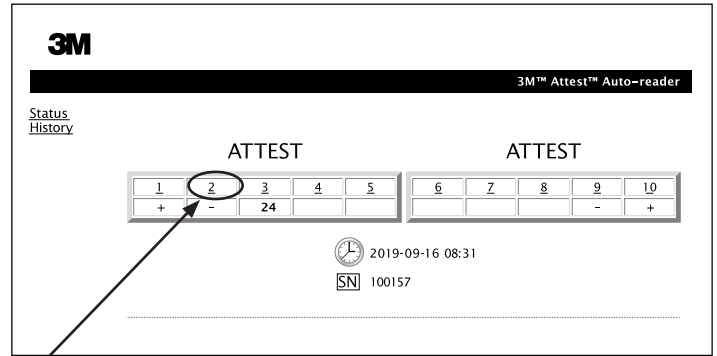 3M
3M™ Attest™ Auto-reader
Status
History
ATTEST ATTEST
1 2 3 4 5 6 7 8 9 10
+ - 24 - +
2019-09-16 08:31
SN 100157